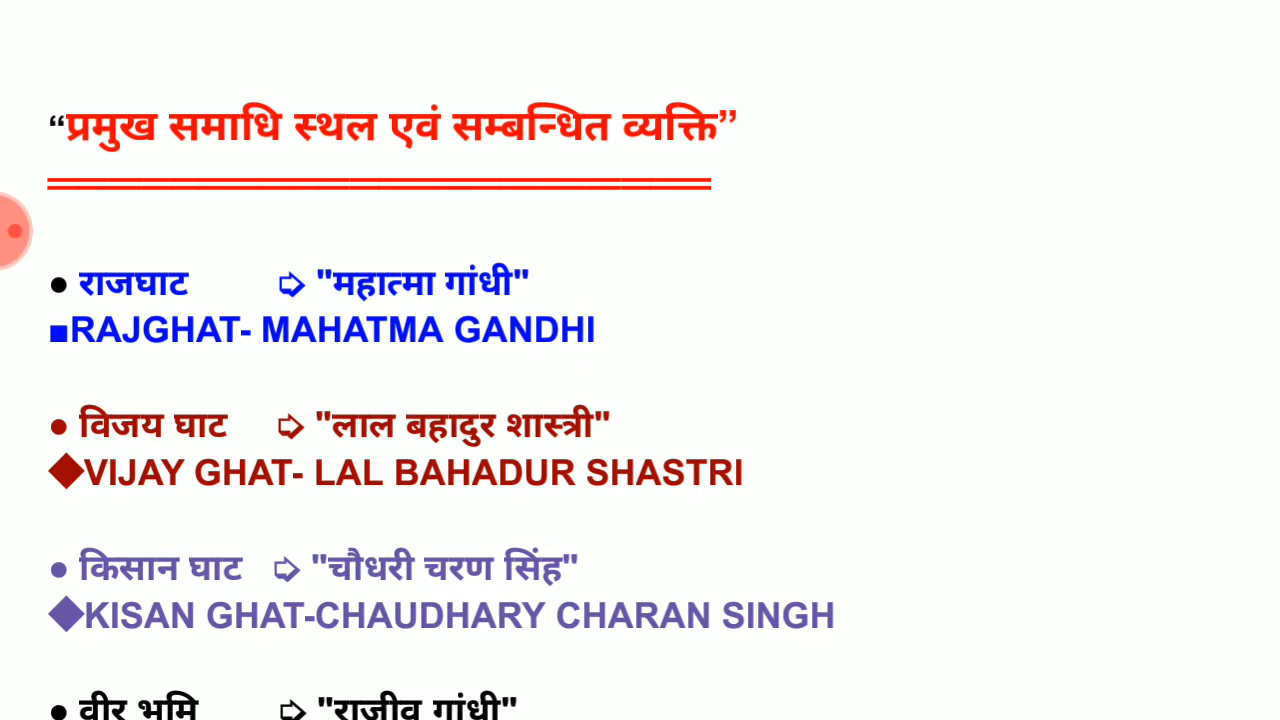 “प्रमुख समाधि स्थल एवं सम्बन्धित व्यक्ति”
● राजघाट ➩ "महात्मा गांधी"
■RAJGHAT- MAHATMA GANDHI
● विजय घाट ➩ "लाल बहादुर शास्त्री"
◆VIJAY GHAT- LAL BAHADUR SHASTRI
● किसान घाट ➩ "चौधरी चरण सिंह"
◆KISAN GHAT-CHAUDHARY CHARAN SINGH
● वीर भूमि ➩ "राजीव गांधी"